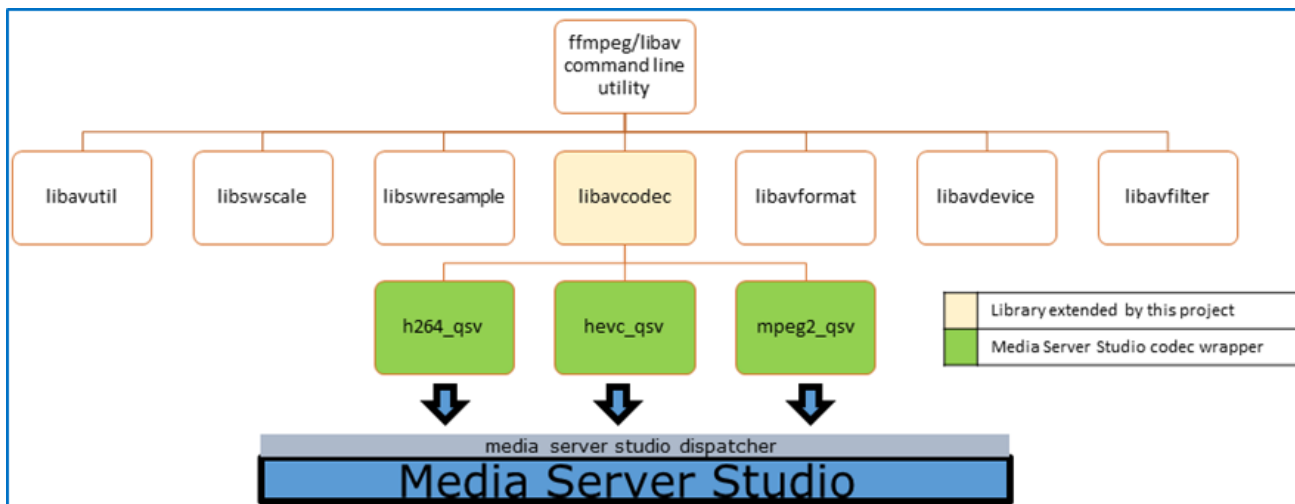 ffmpeg/libav
command line
utility
libavutil
libswscale
libswresample
libavcodec
libavformat
libavdevice
libavfilter
h264_qsv
hevc_qsv
mpeg2_qsv
Library extended by this project
Media Server Studio codec wrapper
media server studio dispatcher
Media Server Studio